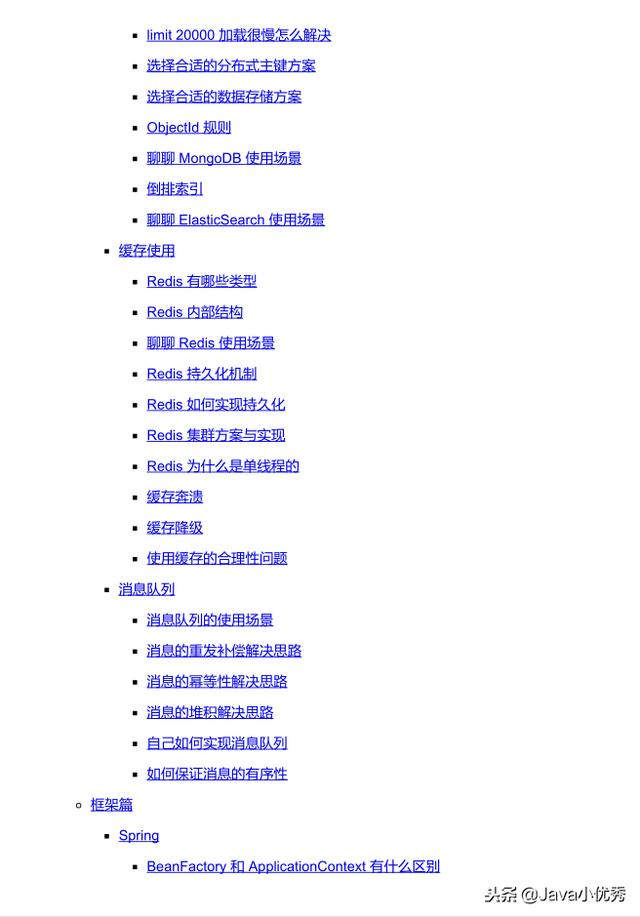 limit 20000 加载很慢怎么解决
选择合适的分布式主键方案
选择合适的数据存储方案
ObjectId 规则
聊聊 MongoDB 使用场景
倒排索引
聊聊 ElasticSearch 使用场景
缓存使用
Redis 有哪些类型
Redis 内部结构
聊聊 Redis 使用场景
Redis 持久化机制
Redis 如何实现持久化
Redis 集群方案与实现
Redis 为什么是单线程的
缓存奔溃
缓存降级
使用缓存的合理性问题
消息队列
消息队列的使用场景
消息的重发补偿解决思路
消息的幂等性解决思路
消息的堆积解决思路
自己如何实现消息队列
如何保证消息的有序性
框架篇
Spring
BeanFactory 和 ApplicationContext 有什么区别
头条 @Java小优秀